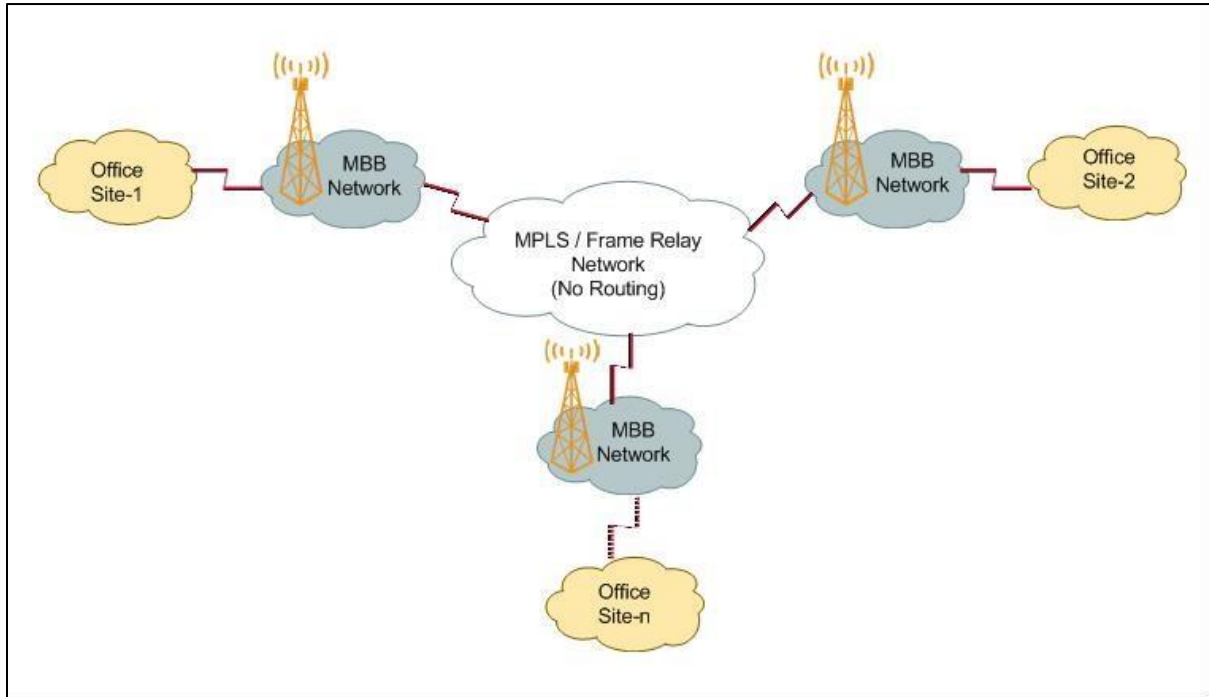 Office
Site-1
MBB
Network
MPLS / Frame Relay
Network
(No Routing)
MBB
Network
Office
Site-2
MBB
Network
Office
Site-n